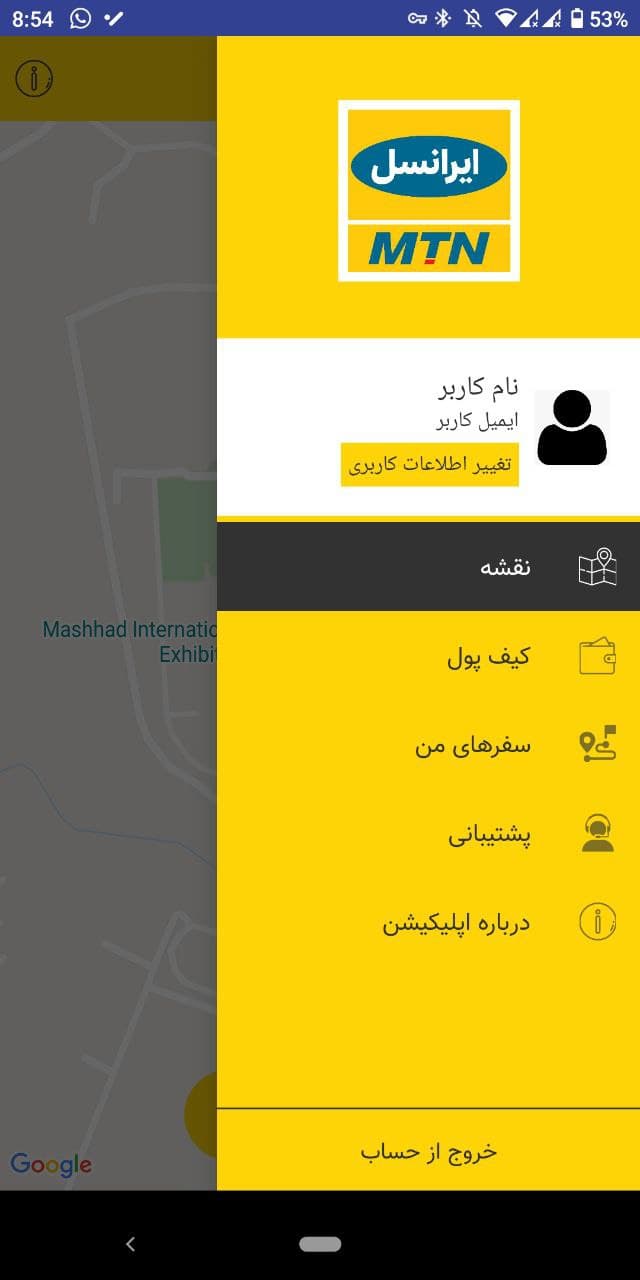 8:54
53%
ایرانسل
MTN
نام کاربر
ایمیل کاربر
تغییر اطلاعات کاربری
نقشه
کیف پول
سفرهای من
پشتیبانی
درباره اپلیکیشن
خروج از حساب
Mashhad Internatio
Exhibit
Google